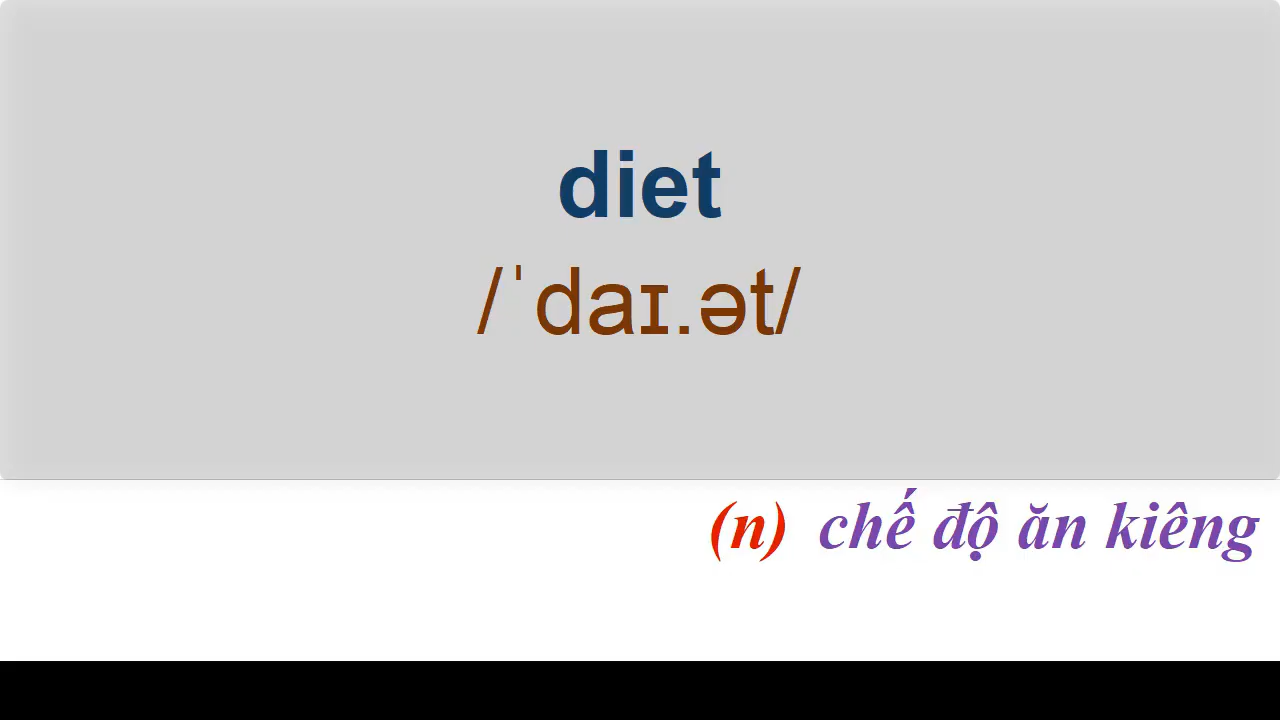 diet
/ˈdaɪ.ət/
(n) chế độ ăn kiêng